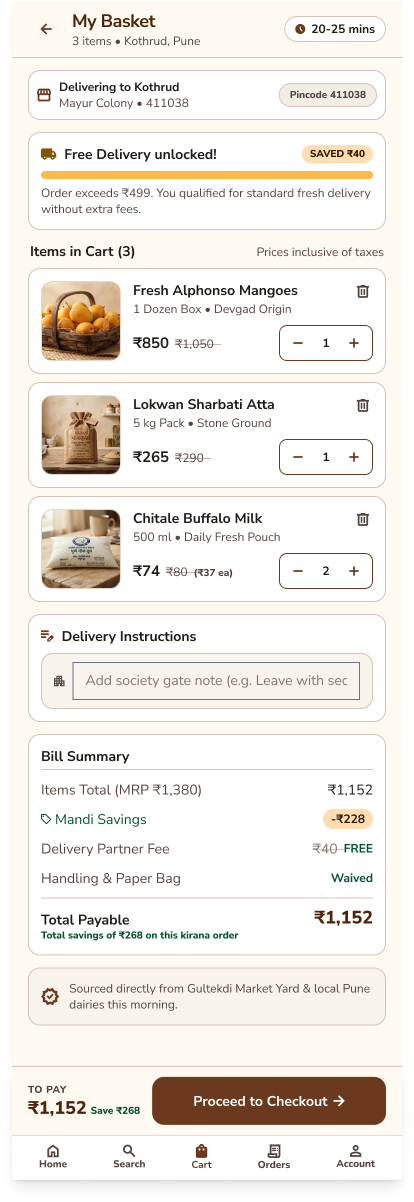 My Basket
3 items • Kothrud, Pune
20-25 mins
Delivering to Kothrud
Mayur Colony • 411038
Pincode 411038
Free Delivery unlocked!
SAVED ₹40
Order exceeds ₹499. You qualified for standard fresh delivery
without extra fees.
Items in Cart (3)
Prices inclusive of taxes
Fresh Alphonso Mangoes
1 Dozen Box • Devgad Origin
₹850 ₹1,050
1
Lokwan Sharbati Atta
5 kg Pack • Stone Ground
₹265 ₹290
1
Chitale Buffalo Milk
500 ml • Daily Fresh Pouch
₹74 ₹80 (₹37 ea)
2
Delivery Instructions
Add society gate note (e.g. Leave with sec
Bill Summary
Items Total (MRP ₹1,380)
₹1,152
Mandi Savings
-₹228
Delivery Partner Fee
₹40 FREE
Handling & Paper Bag
Waived
Total Payable
₹1,152
Total savings of ₹268 on this kirana order
Sourced directly from Gultekdi Market Yard & local Pune
dairies this morning.
TO PAY
₹1,152 Save ₹268
Proceed to Checkout →
Home
Search
Cart
Orders
Account